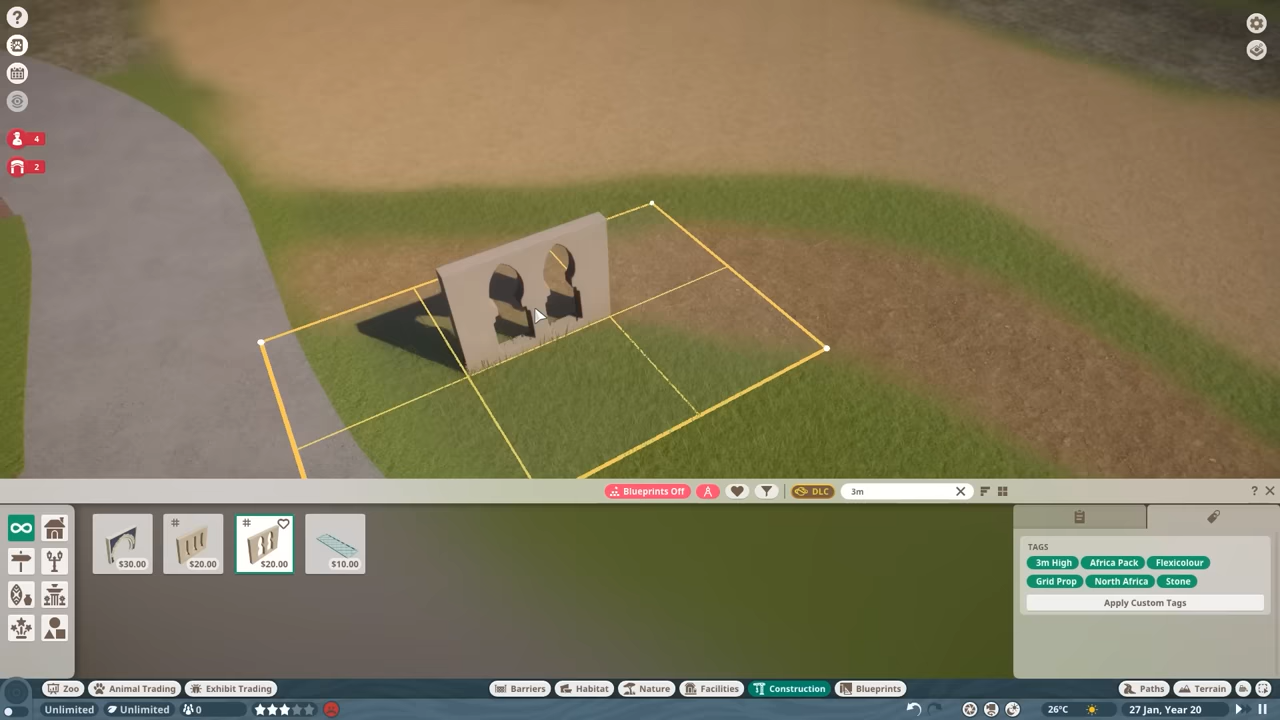 ?
4
2
Blueprints Off
DLC
3m
?
#
#
$30.00
$20.00
$20.00
$10.00
TAGS
3m High
Africa Pack
Flexicolour
Grid Prop
North Africa
Stone
Apply Custom Tags
Zoo
Animal Trading
Exhibit Trading
Barriers
Habitat
Nature
Facilities
Construction
Blueprints
Paths
Terrain
Unlimited
Unlimited
0
26°C
27 Jan, Year 20